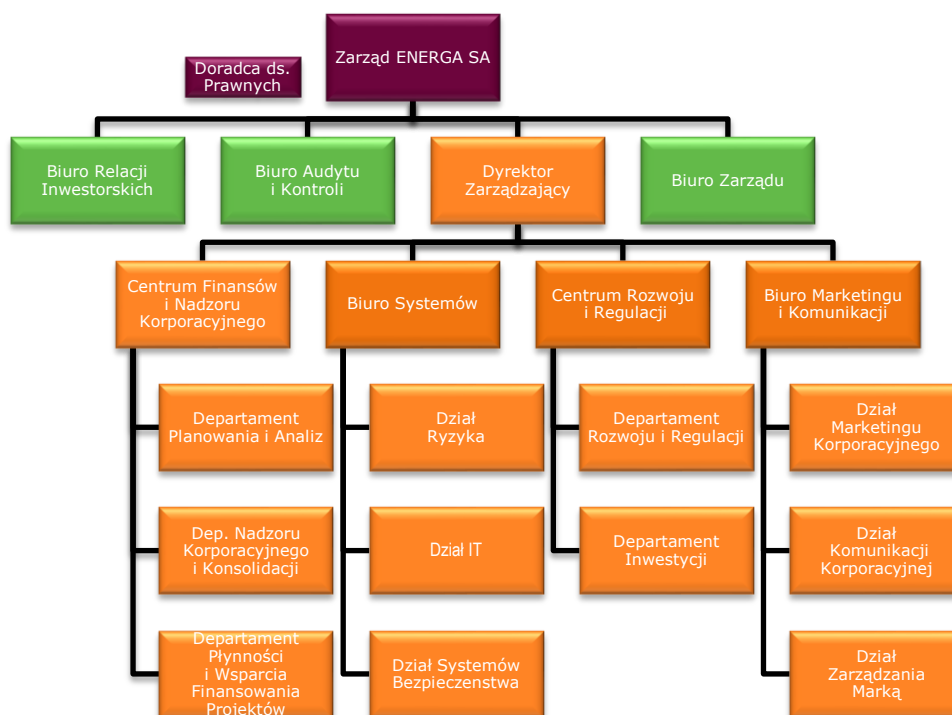 Zarząd ENERGA SA
Doradca ds.
Prawnych
Biuro Relacji
Inwestorskich
Biuro Audytu
i Kontroli
Dyrektor
Zarządzający
Biuro Zarządu
Centrum Finansów
i Nadzoru
Korporacyjnego
Biuro Systemów
Centrum Rozwoju
i Regulacji
Biuro Marketingu
i Komunikacji
Departament
Planowania i Analiz
Dział
Ryzyka
Departament
Rozwoju i Regulacji
Dział
Marketingu
Korporacyjnego
Dep. Nadzoru
Korporacyjnego
i Konsolidacji
Dział IT
Departament
Inwestycji
Dział
Komunikacji
Korporacyjnej
Departament
Płynności
i Wsparcia
Finansowania
Projektów
Dział Systemów
Bezpieczenstwa
Dział
Zarządzania
Marką